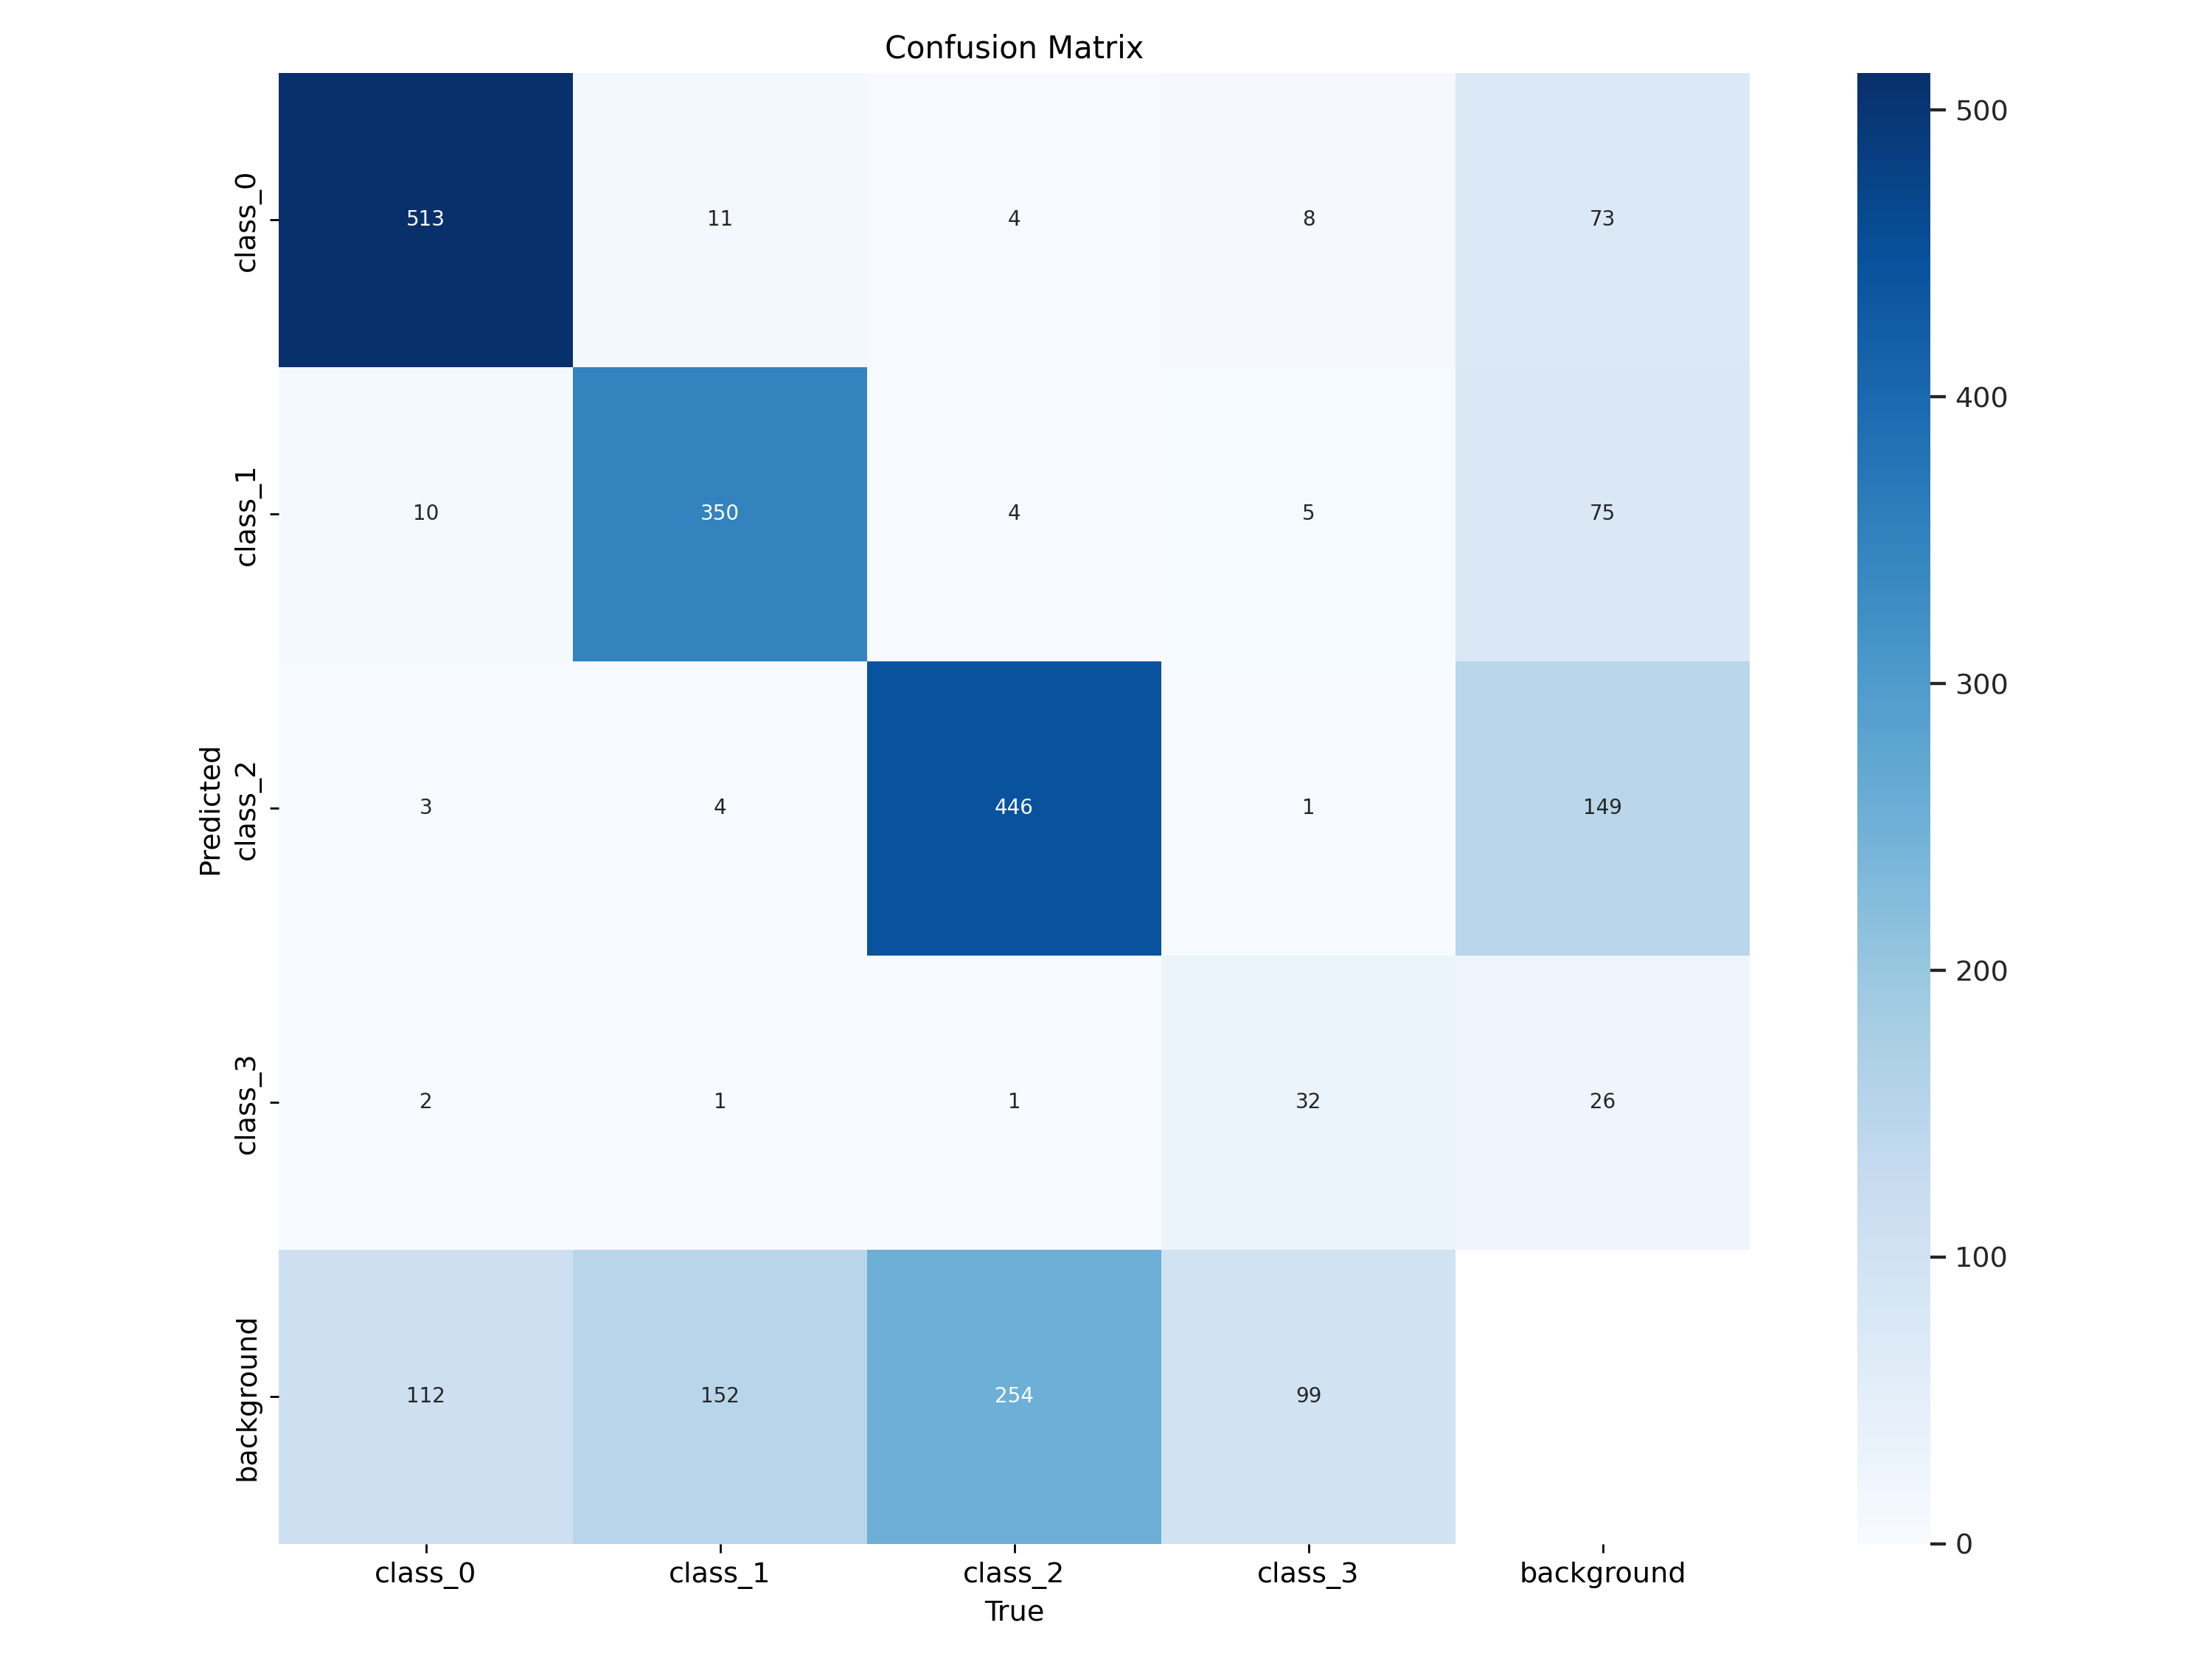 Confusion Matrix
class_0
513 11 4 8 73
class_1
10 350 4 5 75
Predicted
class_2
3 4 446 1 149
class_3
2 1 1 32 26
background
112 152 254 99
class_0 class_1 class_2 class_3 background
True
500
400
300
200
100
0